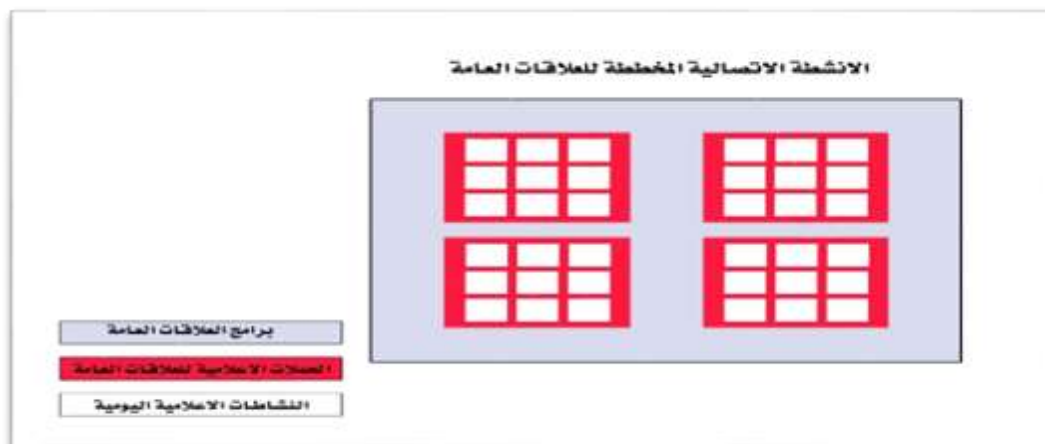 الانشطة الاتصالية المخططة للعلاقات العامة
برامج العلاقات العامة
الحملات الاعلامية للعلاقات العامة
النشاطات الاعلامية اليومية